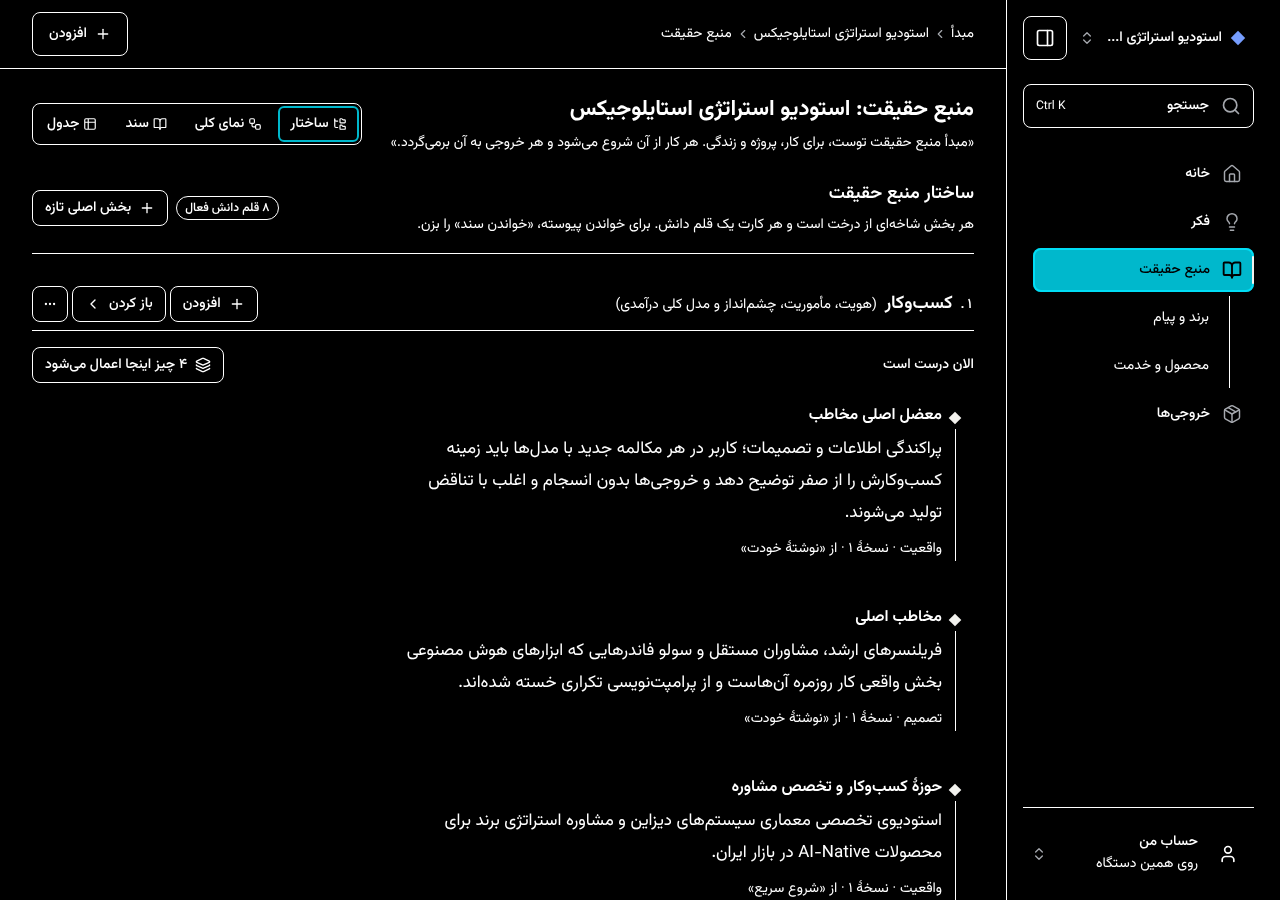 استودیو استراتژی ا...
جستجو
Ctrl K
خانه
فکر
منبع حقیقت
برند و پیام
محصول و خدمت
خروجی‌ها
حساب من
روی همین دستگاه
مبدأ › استودیو استراتژی استایلوجیکس › منبع حقیقت
افزودن
منبع حقیقت: استودیو استراتژی استایلوجیکس
«مبدأ منبع حقیقت توست، برای کار، پروژه و زندگی. هر کار از آن شروع می‌شود و هر خروجی به آن برمی‌گردد.»
ساختار
نمای کلی
سند
جدول
ساختار منبع حقیقت
هر بخش شاخه‌ای از درخت است و هر کارت یک قلم دانش. برای خواندن پیوسته، «خواندن سند» را بزن.
۸ قلم دانش فعال
بخش اصلی تازه
۱. کسب‌وکار (هویت، مأموریت، چشم‌انداز و مدل کلی درآمدی)
افزودن
باز کردن
...
الان درست است
۴ چیز اینجا اعمال می‌شود
معضل اصلی مخاطب
پراکندگی اطلاعات و تصمیمات؛ کاربر در هر مکالمه جدید با مدل‌ها باید زمینه
کسب‌وکارش را از صفر توضیح دهد و خروجی‌ها بدون انسجام و اغلب با تناقض
تولید می‌شوند.
واقعیت · نسخهٔ ۱ · از «نوشتهٔ خودت»
مخاطب اصلی
فریلنسرهای ارشد، مشاوران مستقل و سولو فاندرهایی که ابزارهای هوش مصنوعی
بخش واقعی کار روزمره آن‌هاست و از پرامپت‌نویسی تکراری خسته شده‌اند.
تصمیم · نسخهٔ ۱ · از «نوشتهٔ خودت»
حوزهٔ کسب‌وکار و تخصص مشاوره
استودیوی تخصصی معماری سیستم‌های دیزاین و مشاوره استراتژی برند برای
محصولات AI-Native در بازار ایران.
واقعیت · نسخهٔ ۱ · از «شروع سریع»